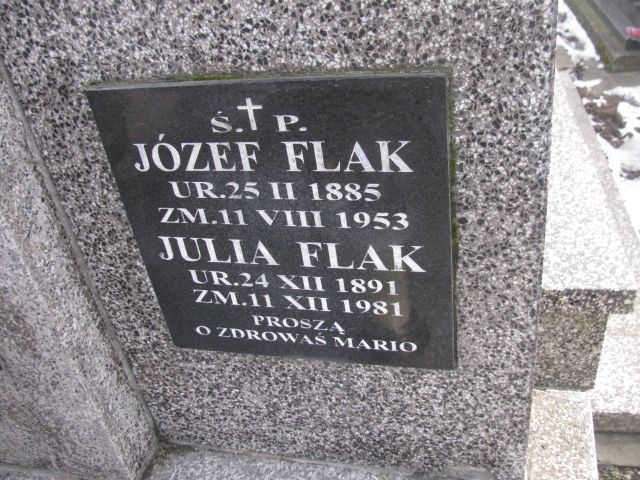 Ś. P.
JÓZEF FLAK
UR.25 II 1885
ZM.11 VIII 1953
JULIA FLAK
UR.24 XII 1891
ZM.11 XII 1981
PROSZĄ
O ZDROWAŚ MARIO